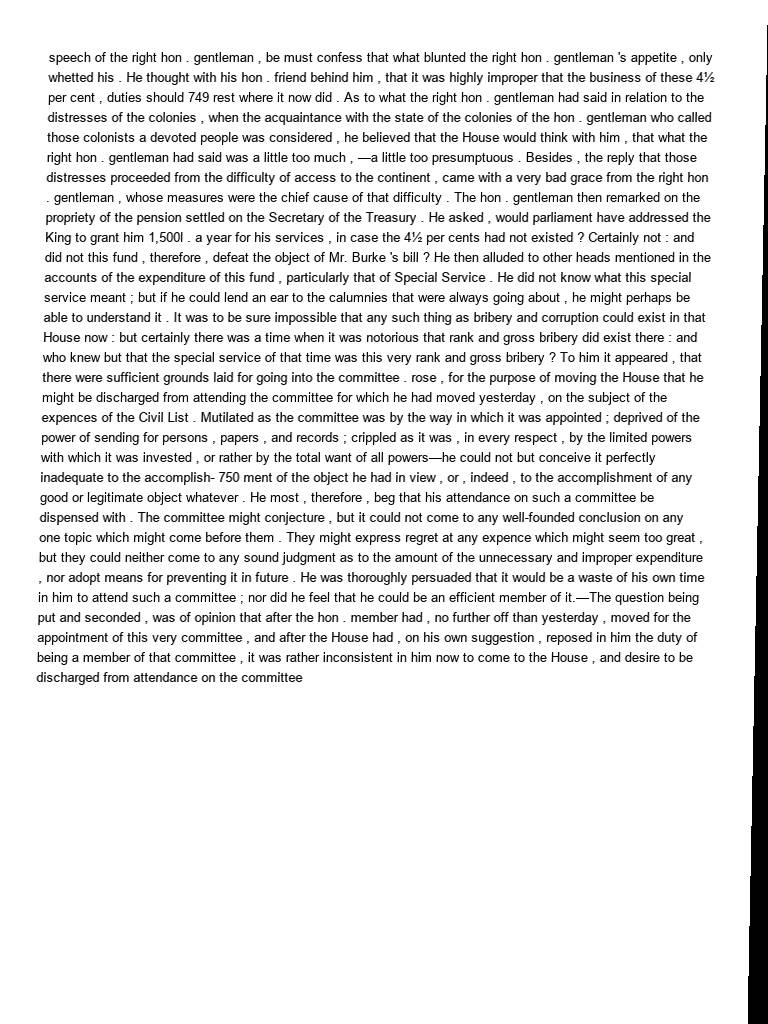 speech of the right hon . gentleman , be must confess that what blunted the right hon . gentleman 's appetite , only
whetted his . He thought with his hon . friend behind him , that it was highly improper that the business of these 4½
per cent , duties should 749 rest where it now did . As to what the right hon . gentleman had said in relation to the
distresses of the colonies , when the acquaintance with the state of the colonies of the hon . gentleman who called
those colonists a devoted people was considered , he believed that the House would think with him , that what the
right hon . gentleman had said was a little too much , —a little too presumptuous . Besides , the reply that those
distresses proceeded from the difficulty of access to the continent , came with a very bad grace from the right hon
. gentleman , whose measures were the chief cause of that difficulty . The hon . gentleman then remarked on the
propriety of the pension settled on the Secretary of the Treasury . He asked , would parliament have addressed the
King to grant him 1,500l . a year for his services , in case the 4½ per cents had not existed ? Certainly not : and
did not this fund , therefore , defeat the object of Mr. Burke 's bill ? He then alluded to other heads mentioned in the
accounts of the expenditure of this fund , particularly that of Special Service . He did not know what this special
service meant ; but if he could lend an ear to the calumnies that were always going about , he might perhaps be
able to understand it . It was to be sure impossible that any such thing as bribery and corruption could exist in that
House now : but certainly there was a time when it was notorious that rank and gross bribery did exist there : and
who knew but that the special service of that time was this very rank and gross bribery ? To him it appeared , that
there were sufficient grounds laid for going into the committee . rose , for the purpose of moving the House that he
might be discharged from attending the committee for which he had moved yesterday , on the subject of the
expences of the Civil List . Mutilated as the committee was by the way in which it was appointed ; deprived of the
power of sending for persons , papers , and records ; crippled as it was , in every respect , by the limited powers
with which it was invested , or rather by the total want of all powers—he could not but conceive it perfectly
inadequate to the accomplish- 750 ment of the object he had in view , or , indeed , to the accomplishment of any
good or legitimate object whatever . He most , therefore , beg that his attendance on such a committee be
dispensed with . The committee might conjecture , but it could not come to any well-founded conclusion on any
one topic which might come before them . They might express regret at any expence which might seem too great ,
but they could neither come to any sound judgment as to the amount of the unnecessary and improper expenditure
, nor adopt means for preventing it in future . He was thoroughly persuaded that it would be a waste of his own time
in him to attend such a committee ; nor did he feel that he could be an efficient member of it.—The question being
put and seconded , was of opinion that after the hon . member had , no further off than yesterday , moved for the
appointment of this very committee , and after the House had , on his own suggestion , reposed in him the duty of
being a member of that committee , it was rather inconsistent in him now to come to the House , and desire to be
discharged from attendance on the committee